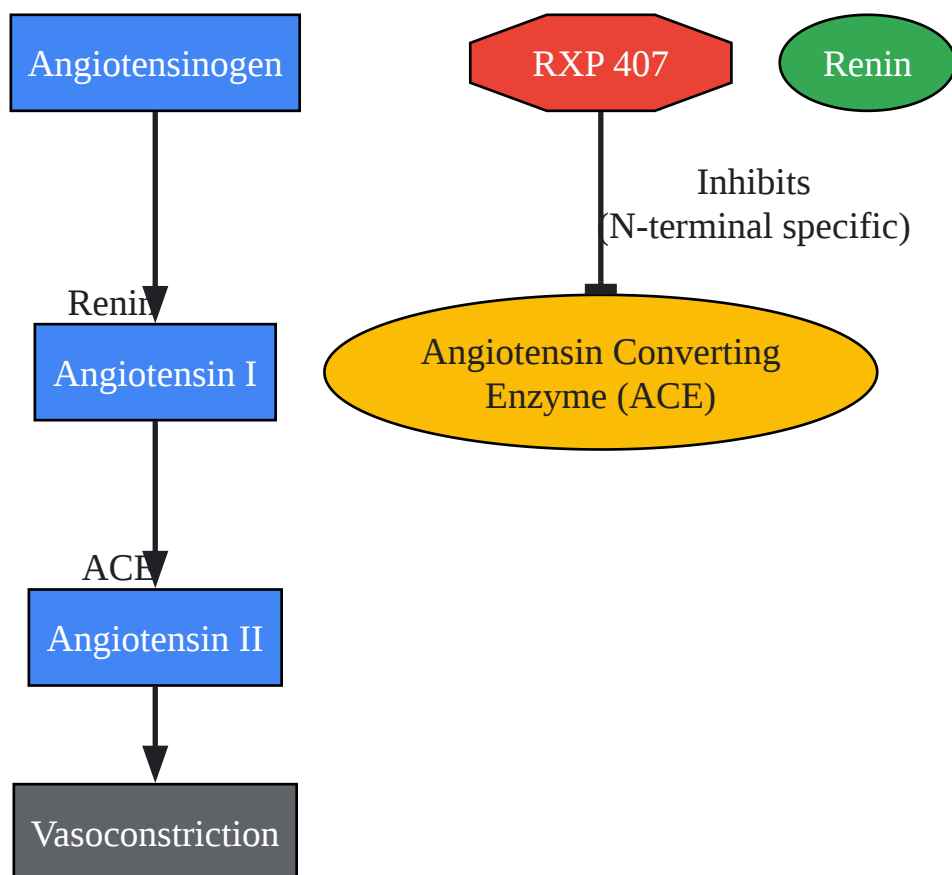 Angiotensinogen
RXP 407
Renin
Inhibits
(N-terminal specific)
Renin
Angiotensin I
Angiotensin Converting
Enzyme (ACE)
ACE
Angiotensin II
Vasoconstriction